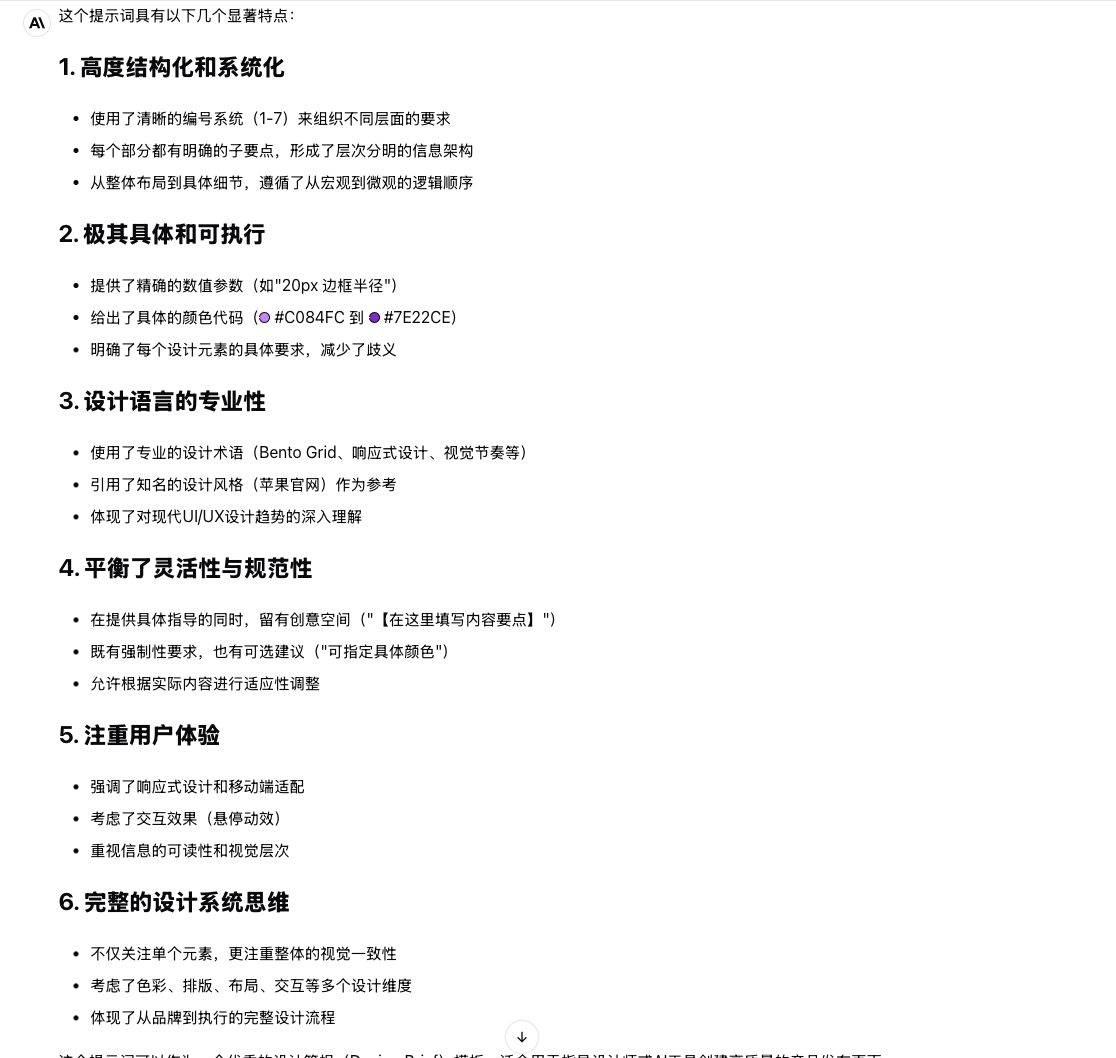 A\
这个提示词具有以下几个显著特点：
1. 高度结构化和系统化
• 使用了清晰的编号系统（1-7）来组织不同层面的要求
• 每个部分都有明确的子要点，形成了层次分明的信息架构
• 从整体布局到具体细节，遵循了从宏观到微观的逻辑顺序
2. 极其具体和可执行
• 提供了精确的数值参数（如"20px 边框半径"）
• 给出了具体的颜色代码（#C084FC 到 #7E22CE）
• 明确了每个设计元素的具体要求，减少了歧义
3. 设计语言的专业性
• 使用了专业的设计术语（Bento Grid、响应式设计、视觉节奏等）
• 引用了知名的设计风格（苹果官网）作为参考
• 体现了对现代UI/UX设计趋势的深入理解
4. 平衡了灵活性与规范性
• 在提供具体指导的同时，留有创意空间（"【在这里填写内容要点】"）
• 既有强制性要求，也有可选建议（"可指定具体颜色"）
• 允许根据实际内容进行适应性调整
5. 注重用户体验
• 强调了响应式设计和移动端适配
• 考虑了交互效果（悬停动效）
• 重视信息的可读性和视觉层次
6. 完整的设计系统思维
• 不仅关注单个元素，更注重整体的视觉一致性
• 考虑了色彩、排版、布局、交互等多个设计维度
• 体现了从品牌到执行的完整设计流程